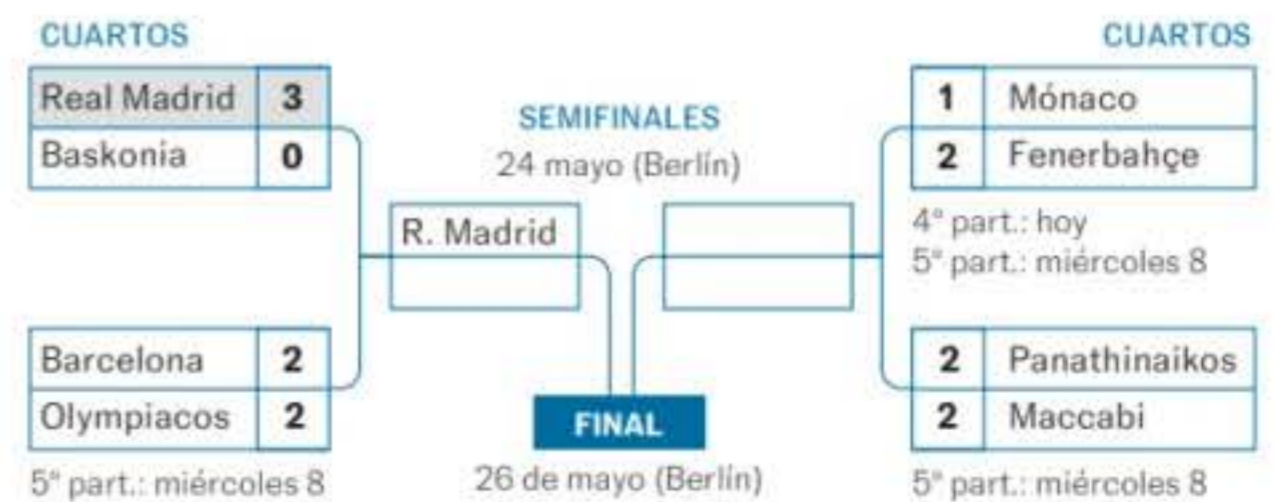 CUARTOS
Real Madrid 3
Baskonia 0
Barcelona 2
Olympiacos 2
5º part.: miércoles 8
SEMIFINALES
24 mayo (Berlín)
R. Madrid
FINAL
26 de mayo (Berlín)
CUARTOS
1 Mónaco
2 Fenerbahçe
4º part.: hoy
5º part.: miércoles 8
2 Panathinaikos
2 Maccabi
5º part.: miércoles 8